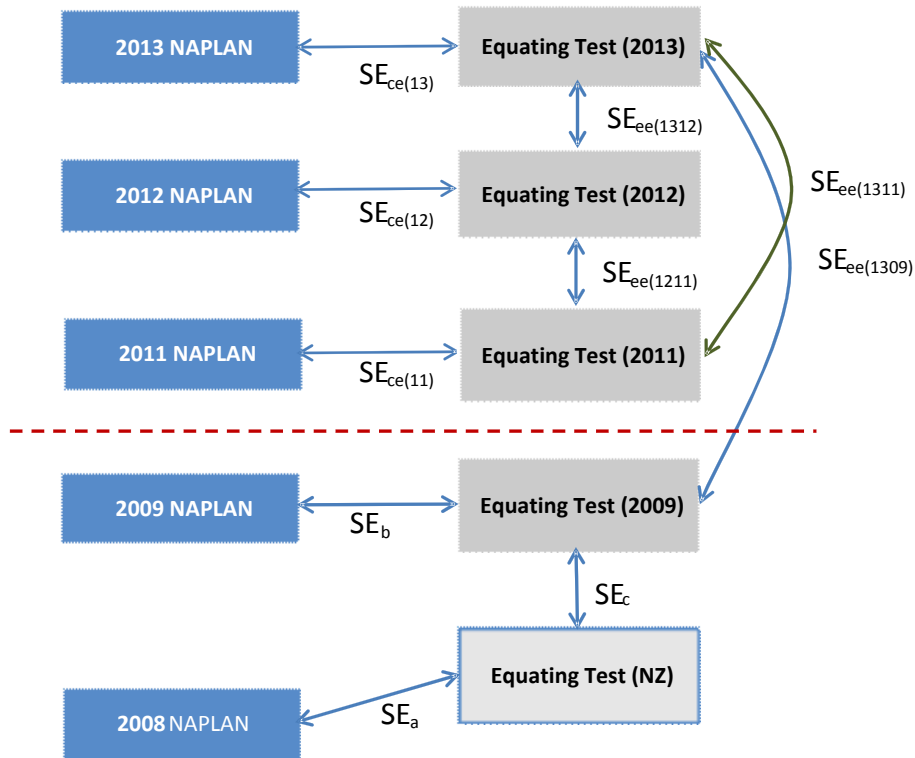 2013 NAPLAN
Equating Test (2013)
SEce(13)
SEee(1312)
2012 NAPLAN
Equating Test (2012)
SEee(1311)
SEce(12)
SEee(1309)
SEee(1211)
2011 NAPLAN
Equating Test (2011)
SEce(11)
2009 NAPLAN
Equating Test (2009)
SEb
SEc
Equating Test (NZ)
2008 NAPLAN
SEa